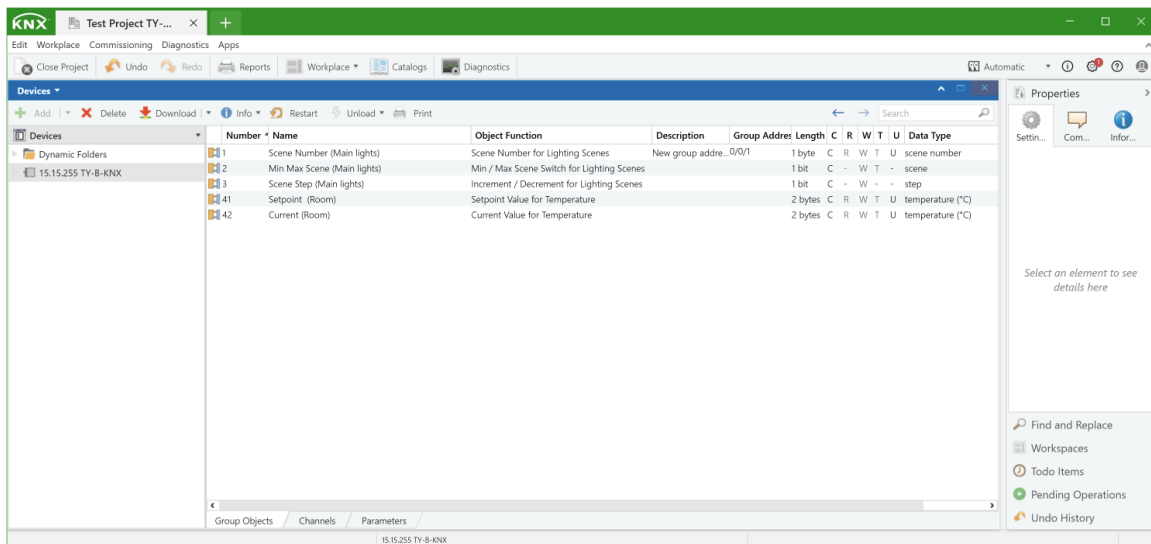 KNX Test Project TY-... × +
Edit Workplace Commissioning Diagnostics Apps
Close Project Undo Redo Reports Workplace Catalogs Diagnostics Automatic
Devices
Add Delete Download Info Restart Unload Print Search
Devices
Dynamic Folders
15.15.255 TY-B-KNX
Number Name Object Function Description Group Addres Length C R W T U Data Type
1 Scene Number (Main lights) Scene Number for Lighting Scenes New group addre... 0/0/1 1 byte C R W T U scene number
2 Min Max Scene (Main lights) Min / Max Scene Switch for Lighting Scenes 1 bit C - W T - scene
3 Scene Step (Main lights) Increment / Decrement for Lighting Scenes 1 bit C - W - - step
41 Setpoint (Room) Setpoint Value for Temperature 2 bytes C R W T U temperature (°C)
42 Current (Room) Current Value for Temperature 2 bytes C R W T U temperature (°C)
Group Objects Channels Parameters
Properties
Settin... Com... Infor...
Select an element to see
details here
Find and Replace
Workspaces
Todo Items
Pending Operations
Undo History
15.15.255 TY-B-KNX